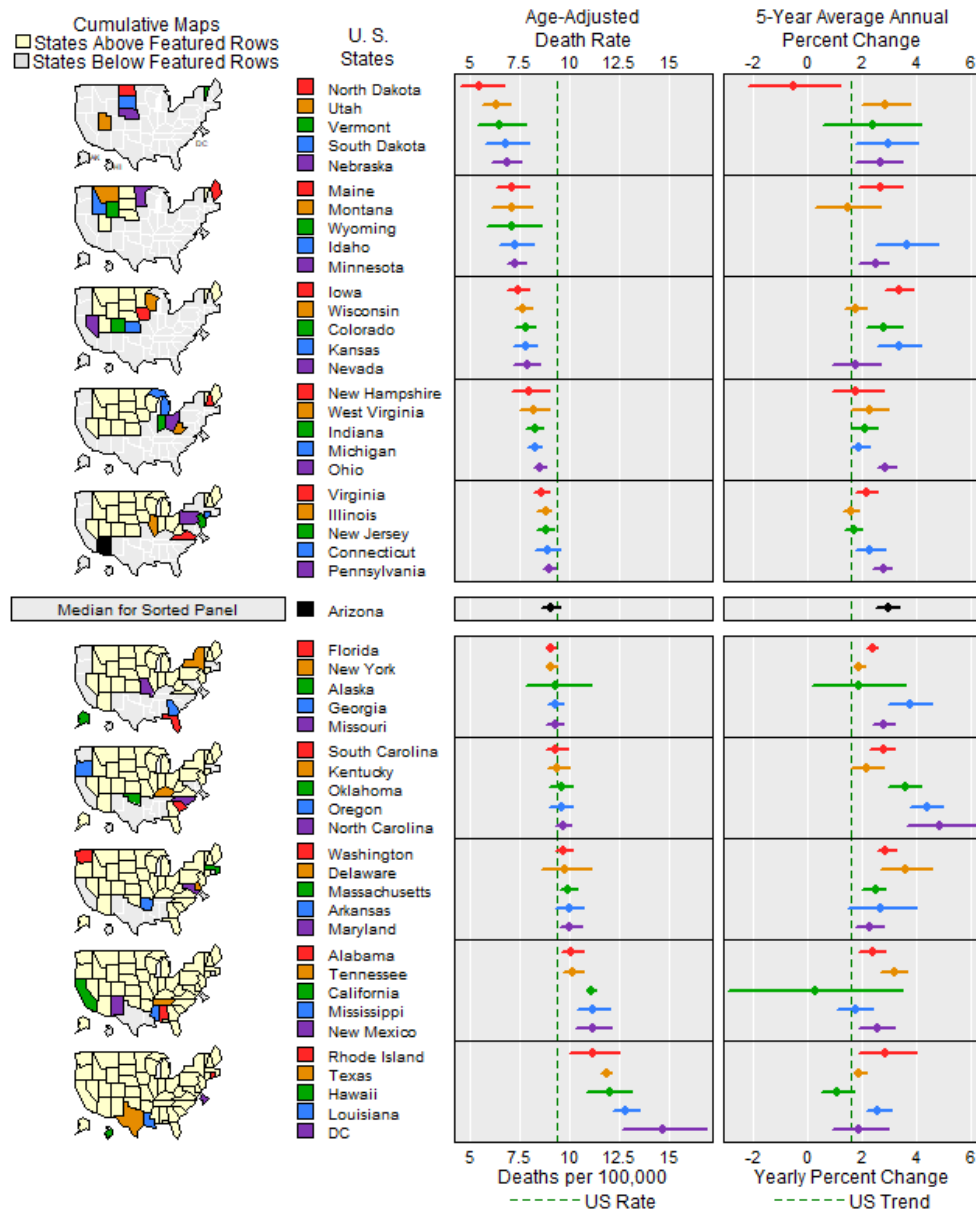 Cumulative Maps
States Above Featured Rows
States Below Featured Rows
U. S.
States
Age-Adjusted
Death Rate
5 7.5 10 12.5 15
5-Year Average Annual
Percent Change
-2 0 2 4 6
North Dakota
Utah
Vermont
South Dakota
Nebraska
DC
AK
HI
Maine
Montana
Wyoming
Idaho
Minnesota
Iowa
Wisconsin
Colorado
Kansas
Nevada
New Hampshire
West Virginia
Indiana
Michigan
Ohio
Virginia
Illinois
New Jersey
Connecticut
Pennsylvania
Median for Sorted Panel
Arizona
Florida
New York
Alaska
Georgia
Missouri
South Carolina
Kentucky
Oklahoma
Oregon
North Carolina
Washington
Delaware
Massachusetts
Arkansas
Maryland
Alabama
Tennessee
California
Mississippi
New Mexico
Rhode Island
Texas
Hawaii
Louisiana
DC
5 7.5 10 12.5 15
Deaths per 100,000
US Rate
-2 0 2 4 6
Yearly Percent Change
US Trend